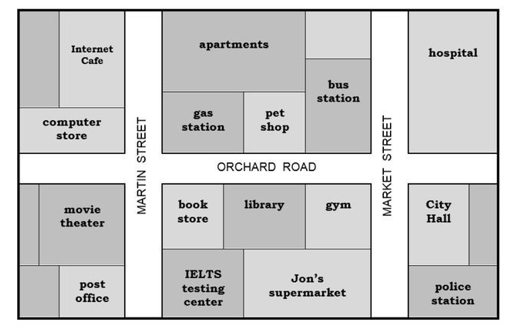 Internet
Cafe
apartments
hospital
bus
station
gas
station
pet
shop
computer
store
MARTIN STREET
ORCHARD ROAD
MARKET STREET
movie
theater
book
store
library
gym
City
Hall
post
office
IELTS
testing
center
Jon's
supermarket
police
station